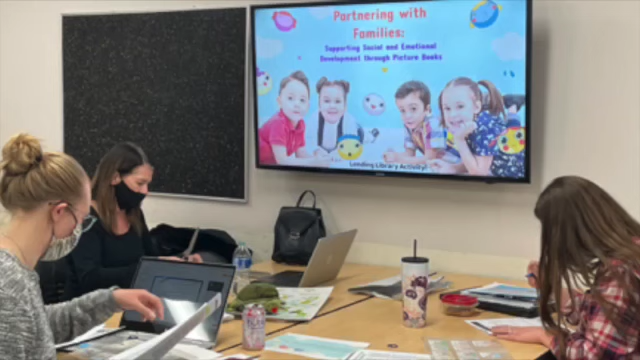 Partnering with
Families:
Supporting Social and Emotional
Development through Picture Books
Lending Library Activity!